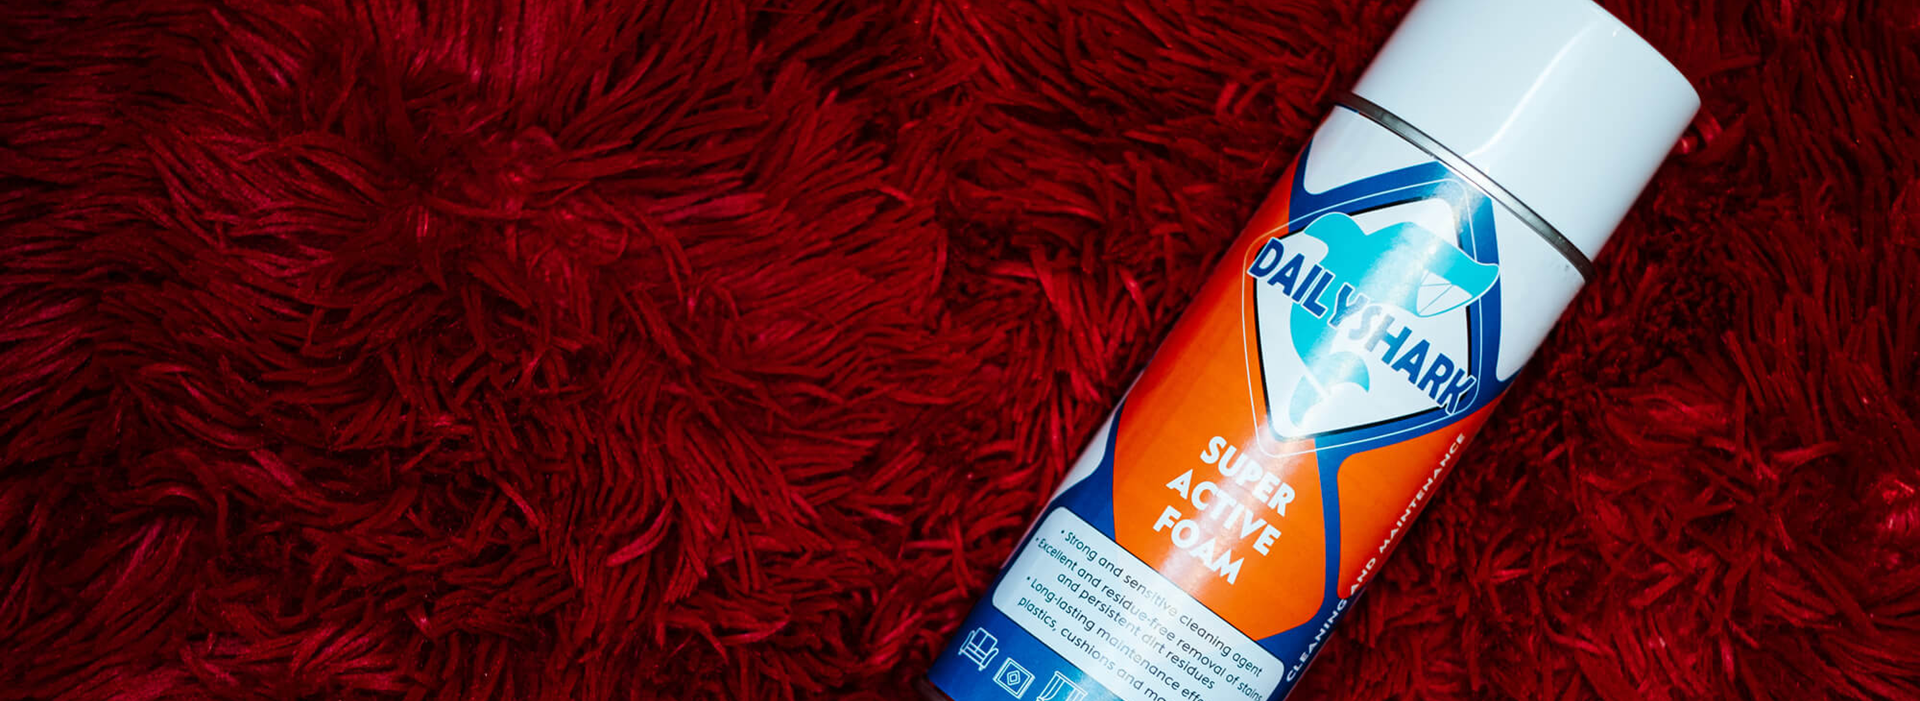 DAILYSHARK
SUPER
ACTIVE
FOAM
• Strong and sensitive cleaning agent
• Excellent and residue-free removal of stains
and persistent dirt residues
• Long-lasting maintenance
plastics, cushions and
CLEANING AND MAINTENANCE